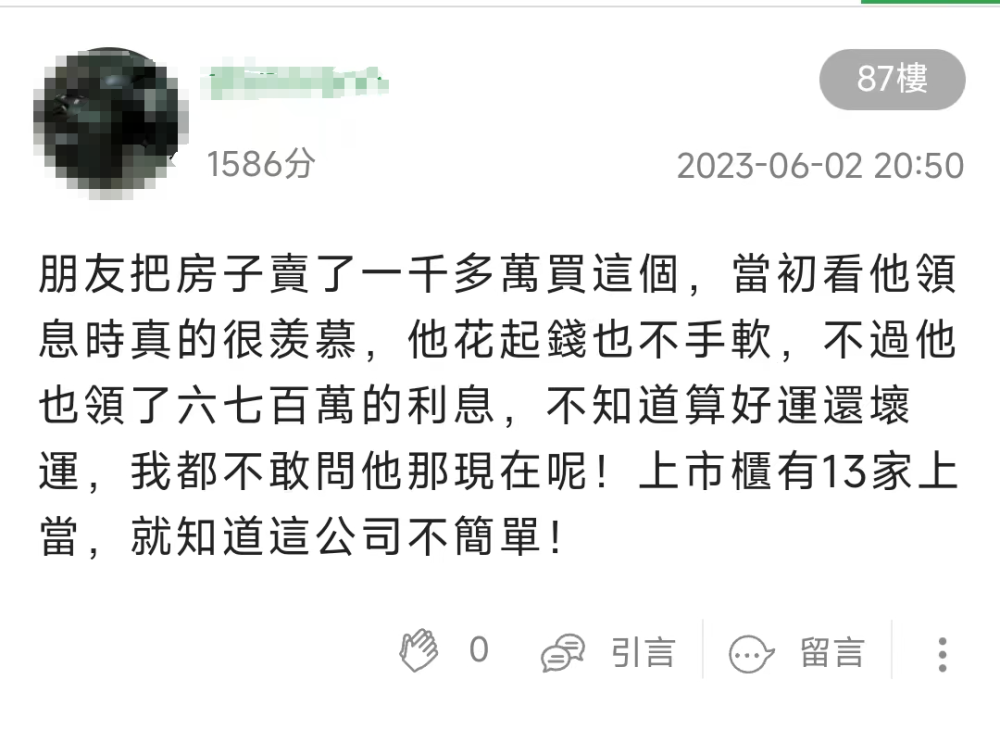 87樓
1586分
2023-06-02 20:50
朋友把房子賣了一千多萬買這個，當初看他領
息時真的很羨慕，他花起錢也不手軟，不過他
也領了六七百萬的利息，不知道算好運還壞
運，我都不敢問他那現在呢！上市櫃有13家上
當，就知道這公司不簡單！
0 引言 留言